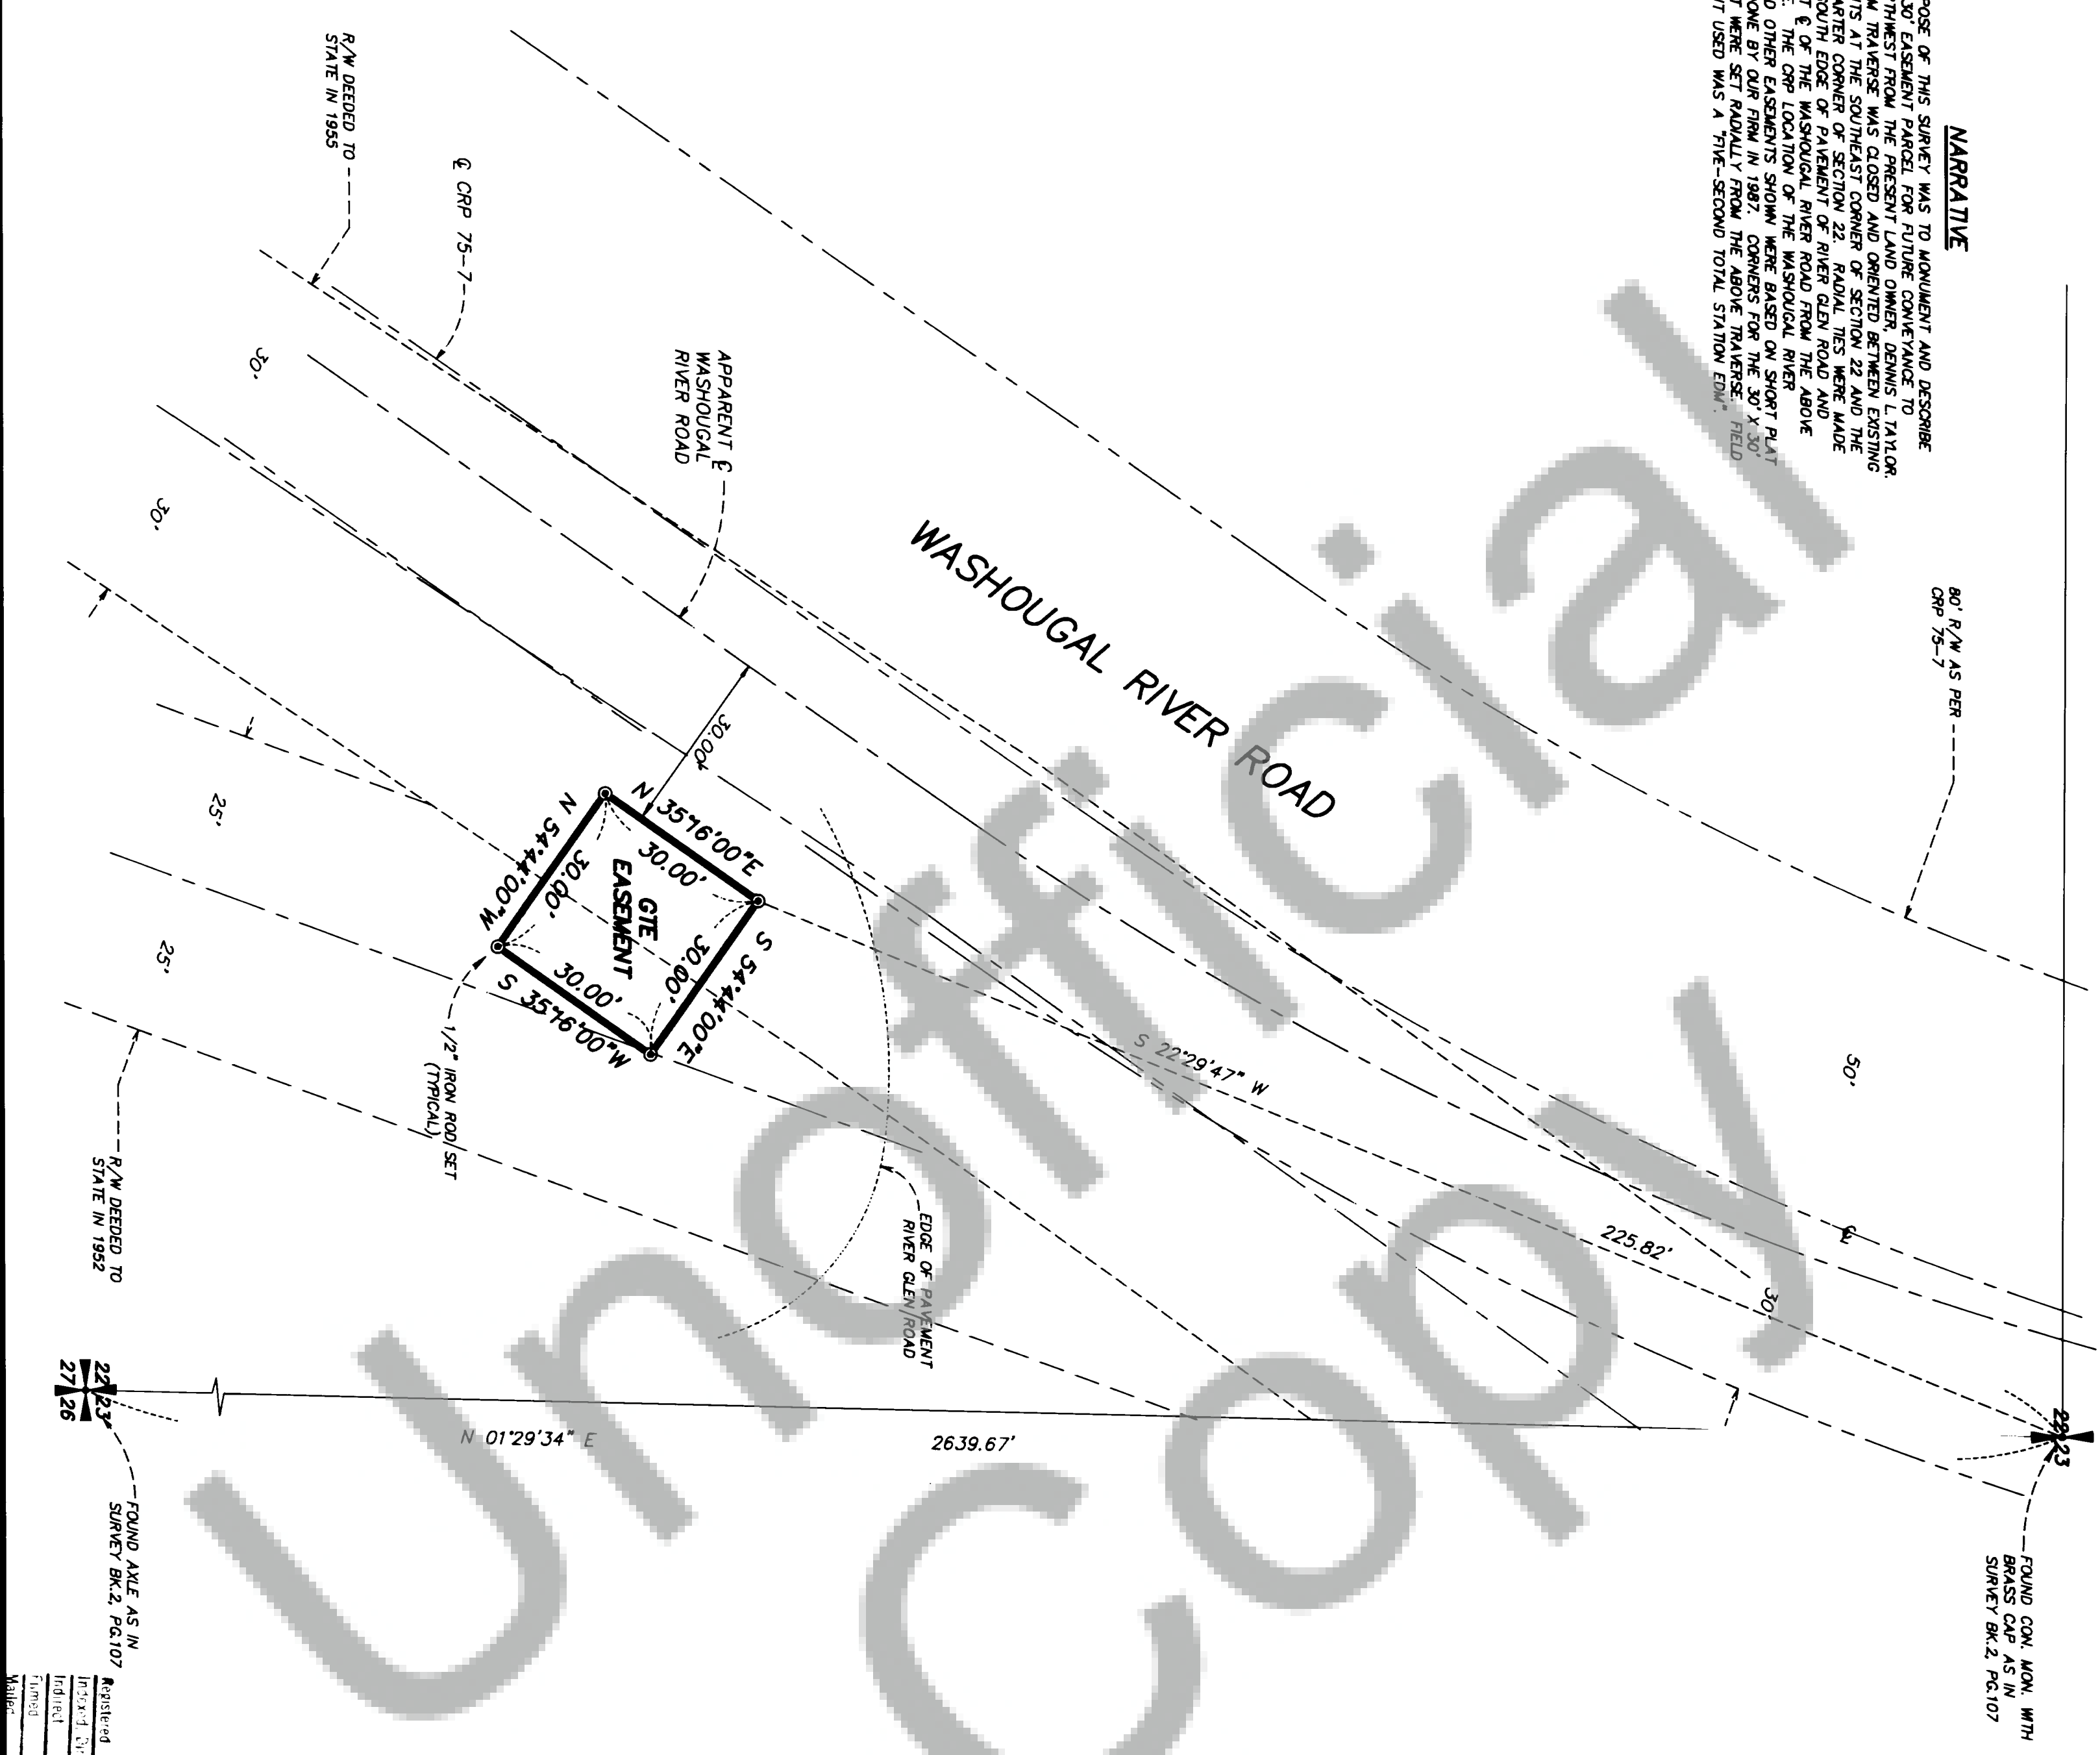 NARRATIVE
POSE OF THIS SURVEY WAS TO MONUMENT AND DESCRIBE
30' EASEMENT PARCEL FOR FUTURE CONVEYANCE TO
THWEST FROM THE PRESENT LAND OWNER, DENNIS L. TAYLOR.
M TRAVERSE WAS CLOSED AND ORIENTED BETWEEN EXISTING
TS AT THE SOUTHEAST CORNER OF SECTION 22 AND THE
ARTER CORNER OF SECTION 22. RADIAL TIES WERE MADE
OUTH EDGE OF PAVEMENT OF RIVER GLEN ROAD AND
T ℄ OF THE WASHOUGAL RIVER ROAD FROM THE ABOVE
E. THE CRP LOCATION OF THE WASHOUGAL RIVER
D OTHER EASEMENTS SHOWN WERE BASED ON SHORT PLAT
ONE BY OUR FIRM IN 1987. CORNERS FOR THE 30' X 30'
T WERE SET RADIALLY FROM THE ABOVE TRAVERSE. FIELD
T USED WAS A "FIVE-SECOND TOTAL STATION EDM".
80' R/W AS PER
CRP 75-7
R/W DEEDED TO
STATE IN 1955
℄ CRP 75-7
APPARENT ℄
WASHOUGAL
RIVER ROAD
WASHOUGAL RIVER ROAD
30'
30'
25'
25'
50'
℄
30'
30.00'
N 35°16'00"E
30.00'
S 54°44'00"E
30.00'
S 35°16'00"W
30.00'
N 54°44'00"W
30.00'
GTE
EASEMENT
1/2" IRON ROD SET
(TYPICAL)
S 22°29'47" W
225.82'
EDGE OF PAVEMENT
RIVER GLEN ROAD
R/W DEEDED TO
STATE IN 1952
N 01°29'34" E
2639.67'
22 23
27 26
22 23
FOUND AXLE AS IN
SURVEY BK.2, PG.107
FOUND CON. MON. WITH
BRASS CAP AS IN
SURVEY BK.2, PG.107
Registered
Indexed, Dir
Indirect
Filmed
Mailed
Unofficial
Copy